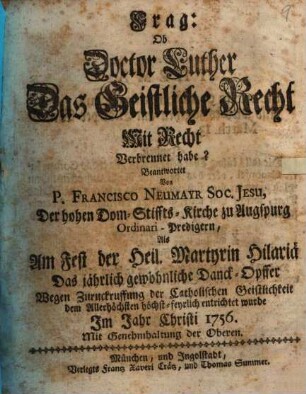 Frag:
Ob
Doctor Luther
Das Geistliche Recht
Mit Recht
Verbrennet habe?
Beantwortet
Von
P. FRANCISCO NEUMAYR SOC. JESU,
Der hohen Dom-Stiffts-Kirche zu Augspurg
Ordinari-Predigern,
Als
Am Fest der Heil. Martyrin Hilariä
Das jährlich gewohnliche Danck-Opffer
Wegen Zuruckruffung der Catholischen Geistlichkeit
dem Allerhöchsten höchst-feyrlich entrichtet wurde
Im Jahr Christi 1756.
Mit Genehmhaltung der Oberen.
München, und Ingolstadt,
Verlegts Frantz Xaveri Crätz, und Thomas Summer.